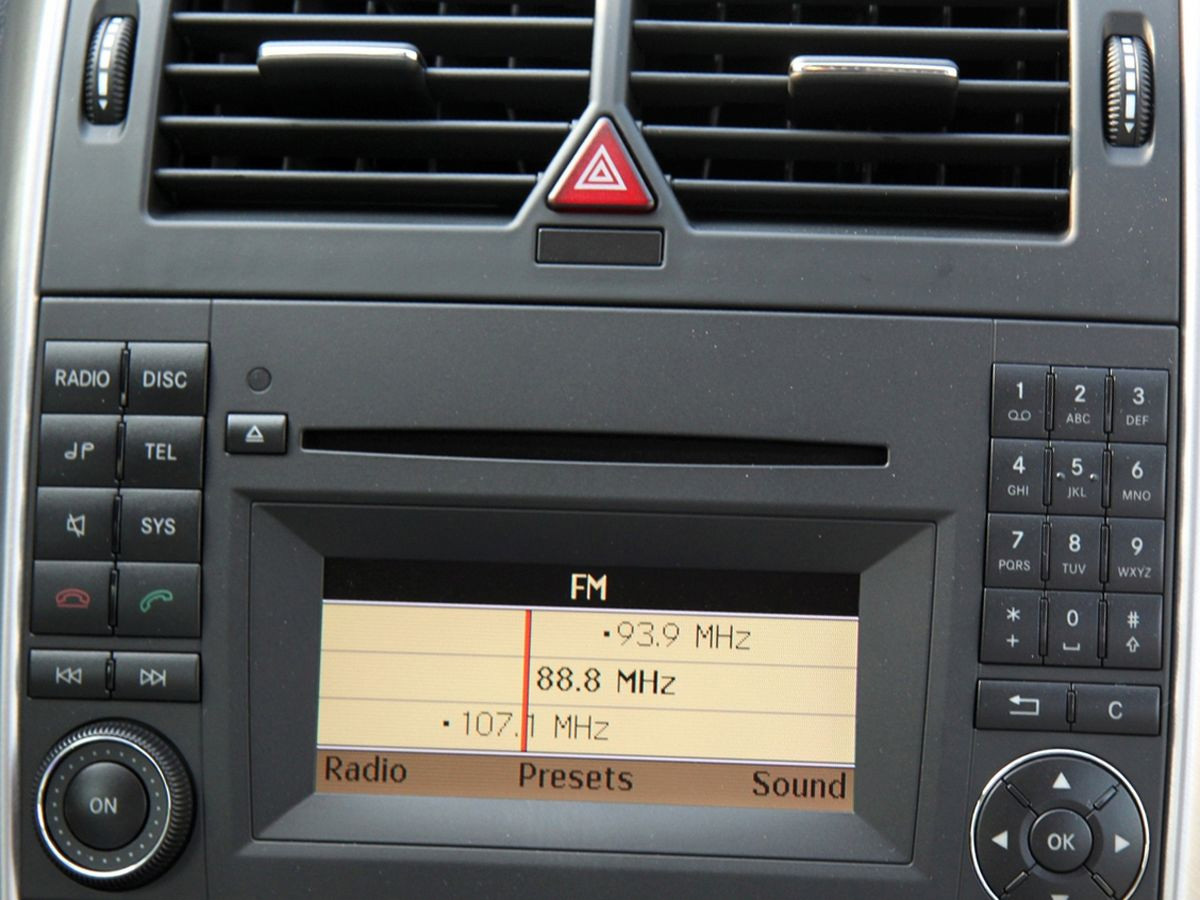 RADIO DISC
TEL
SYS
ON
FM
93.9 MHz
88.8 MHz
107.1 MHz
Radio Presets Sound
1 2 3
ABC DEF
4 5 6
GHI JKL MNO
7 8 9
PQRS TUV WXYZ
* 0 #
+
C
OK